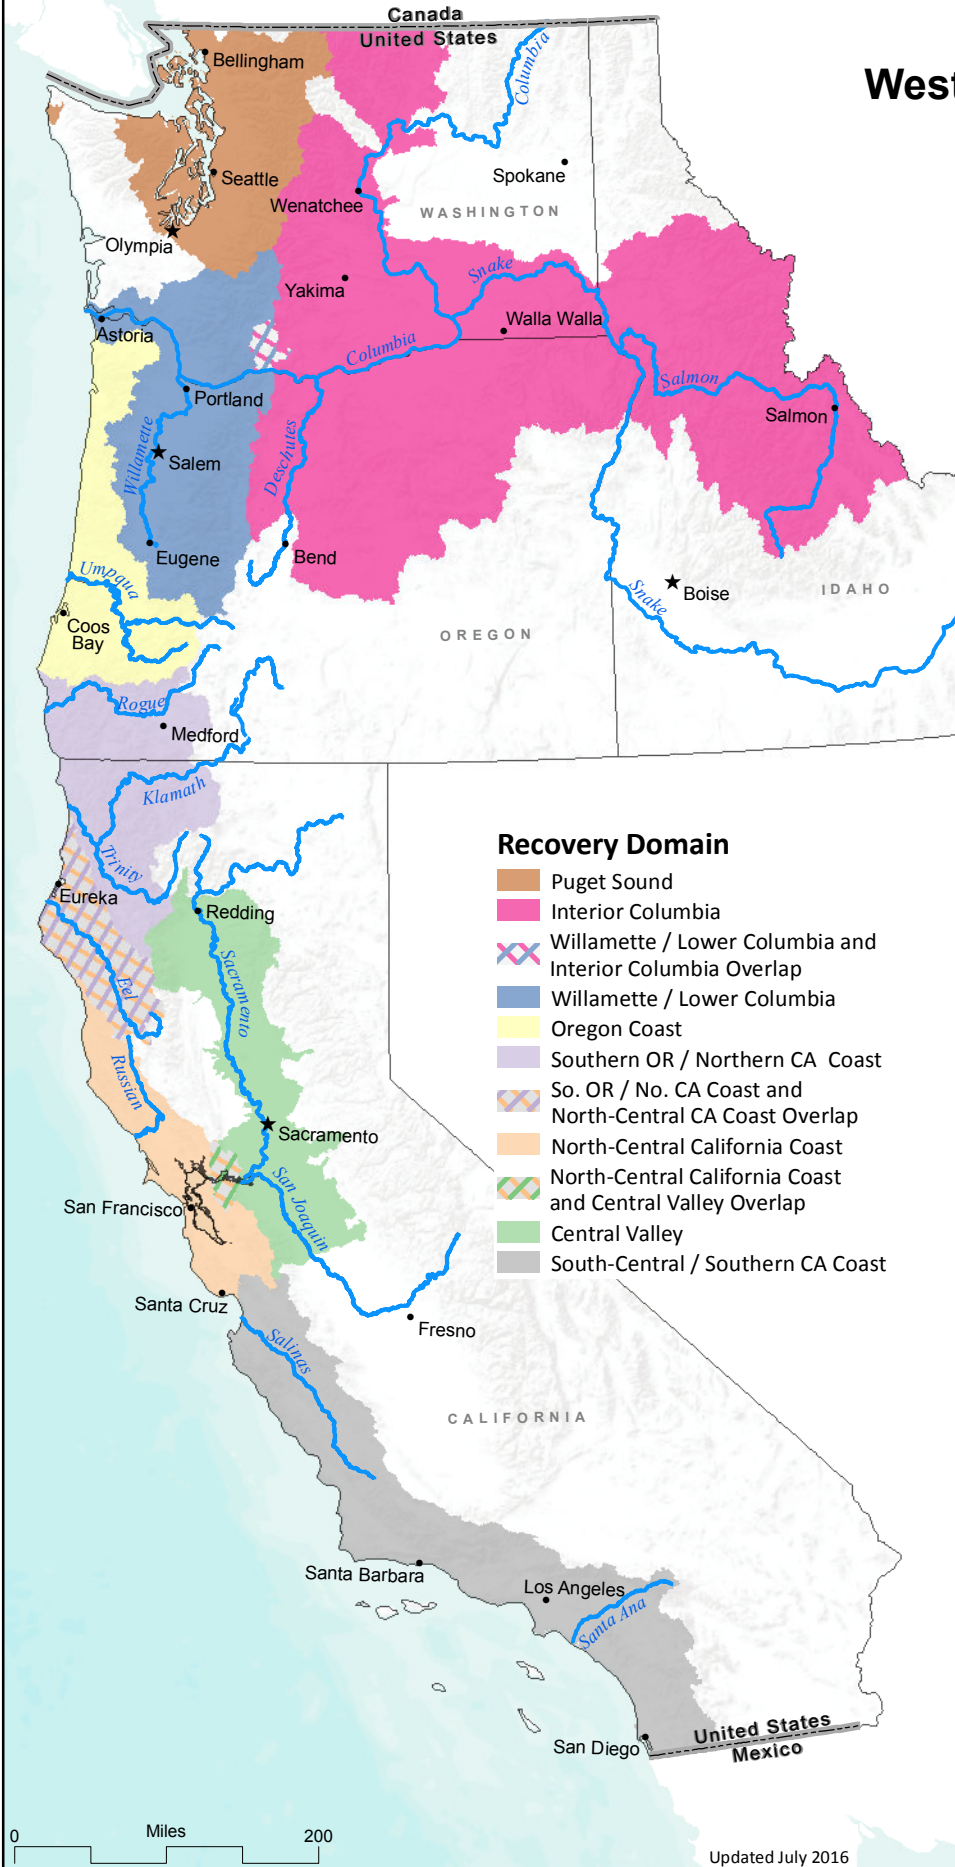 Canada
United States
West
Bellingham
Columbia
Seattle
Spokane
Wenatchee
WASHINGTON
Olympia
Yakima
Snake
Astoria
Walla Walla
Columbia
Portland
Salmon
Salmon
Willamette
Salem
Deschutes
Eugene
Bend
Umpqua
Boise
IDAHO
Snake
Coos
Bay
OREGON
Rogue
Medford
Klamath
Trinity
Eureka
Redding
Sacramento
Eel
Russian
Sacramento
San Joaquin
San Francisco
Santa Cruz
Fresno
Salinas
CALIFORNIA
Santa Barbara
Los Angeles
Santa Ana
San Diego
United States
Mexico
Recovery Domain
Puget Sound
Interior Columbia
Willamette / Lower Columbia and
Interior Columbia Overlap
Willamette / Lower Columbia
Oregon Coast
Southern OR / Northern CA Coast
So. OR / No. CA Coast and
North-Central CA Coast Overlap
North-Central California Coast
North-Central California Coast
and Central Valley Overlap
Central Valley
South-Central / Southern CA Coast
0 Miles 200
Updated July 2016